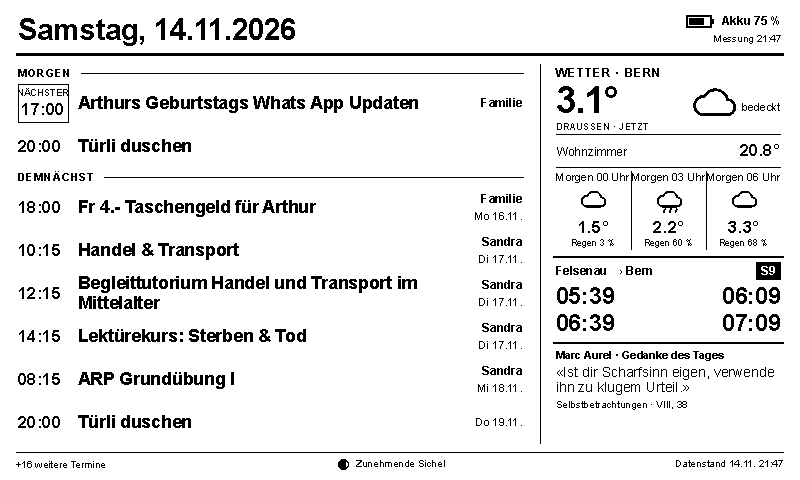 Samstag, 14.11.2026
Akku 75 %
Messung 21:47
MORGEN
NÄCHSTER
17:00 Arthurs Geburtstags Whats App Updaten Familie
20:00 Türli duschen
DEMNÄCHST
18:00 Fr 4.- Taschengeld für Arthur Familie
Mo 16.11.
10:15 Handel & Transport Sandra
Di 17.11.
12:15 Begleittutorium Handel und Transport im Mittelalter Sandra
Di 17.11.
14:15 Lektürekurs: Sterben & Tod Sandra
Di 17.11.
08:15 ARP Grundübung I Sandra
Mi 18.11.
20:00 Türli duschen Do 19.11.
WETTER · BERN
3.1° bedeckt
DRAUSSEN · JETZT
Wohnzimmer 20.8°
Morgen 00 Uhr Morgen 03 Uhr Morgen 06 Uhr
1.5° 2.2° 3.3°
Regen 3 % Regen 60 % Regen 68 %
Felsenau › Bern S9
05:39 06:09
06:39 07:09
Marc Aurel · Gedanke des Tages
«Ist dir Scharfsinn eigen, verwende
ihn zu klugem Urteil.»
Selbstbetrachtungen · VIII, 38
+16 weitere Termine
Zunehmende Sichel
Datenstand 14.11. 21:47